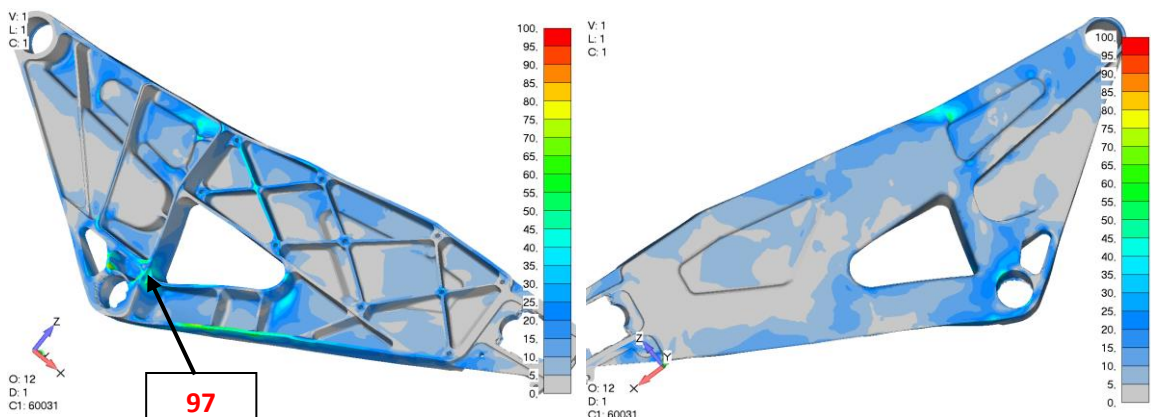 V: 1
L: 1
C: 1
100.
95.
90.
85.
80.
75.
70.
65.
60.
55.
50.
45.
40.
35.
30.
25.
20.
15.
10.
5.
0.
Z
X
O: 12
D: 1
C1: 60031
97
V: 1
L: 1
C: 1
100.
95.
90.
85.
80.
75.
70.
65.
60.
55.
50.
45.
40.
35.
30.
25.
20.
15.
10.
5.
0.
Z
Y
X
O: 12
D: 1
C1: 60031